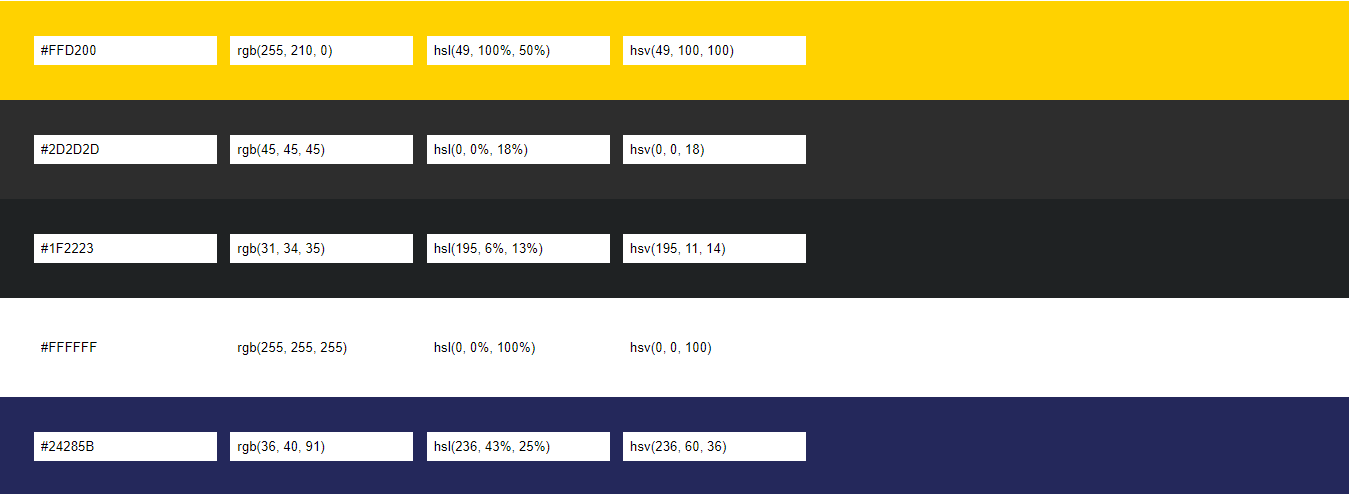 #FFD200 rgb(255, 210, 0) hsl(49, 100%, 50%) hsv(49, 100, 100)
#2D2D2D rgb(45, 45, 45) hsl(0, 0%, 18%) hsv(0, 0, 18)
#1F2223 rgb(31, 34, 35) hsl(195, 6%, 13%) hsv(195, 11, 14)
#FFFFFF rgb(255, 255, 255) hsl(0, 0%, 100%) hsv(0, 0, 100)
#24285B rgb(36, 40, 91) hsl(236, 43%, 25%) hsv(236, 60, 36)